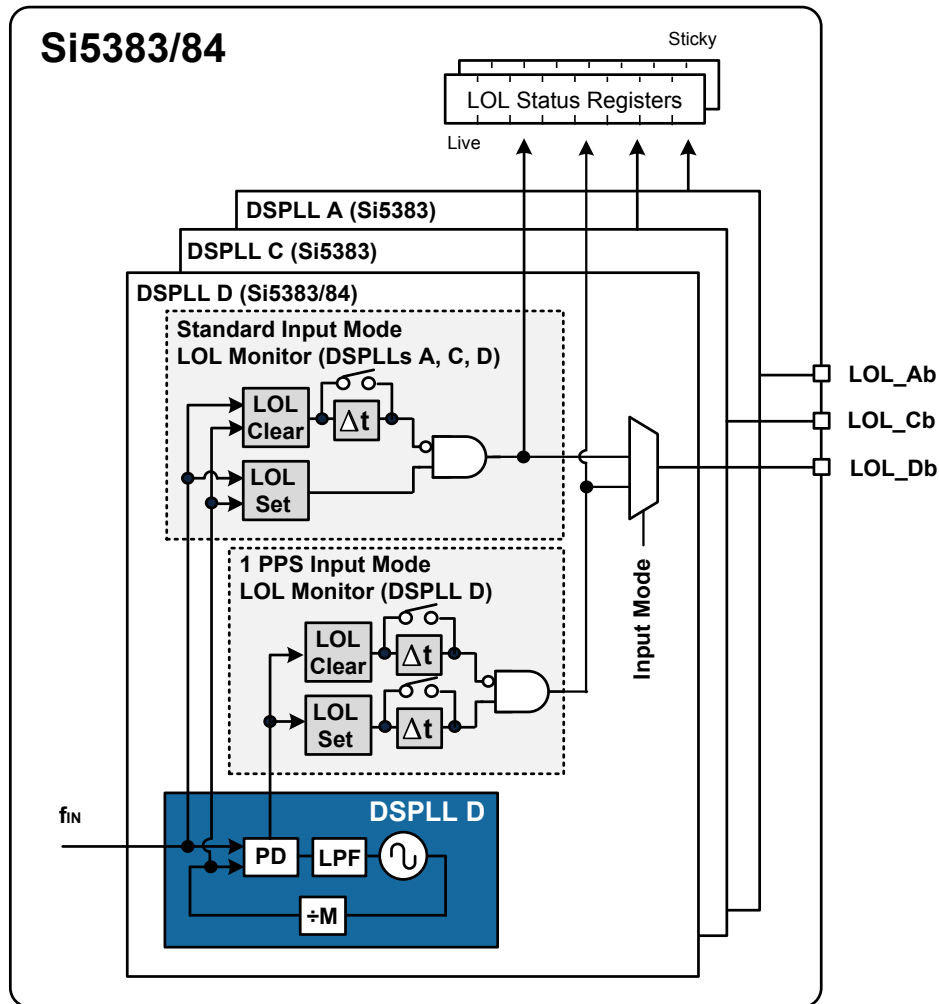 Si5383/84
Sticky
LOL Status Registers
Live
DSPLL A (Si5383)
DSPLL C (Si5383)
DSPLL D (Si5383/84)
Standard Input Mode
LOL Monitor (DSPLLs A, C, D)
LOL
Clear
Δt
LOL
Set
LOL_Ab
LOL_Cb
LOL_Db
Input Mode
1 PPS Input Mode
LOL Monitor (DSPLL D)
LOL
Clear
Δt
LOL
Set
Δt
fIN
DSPLL D
PD
LPF
÷M